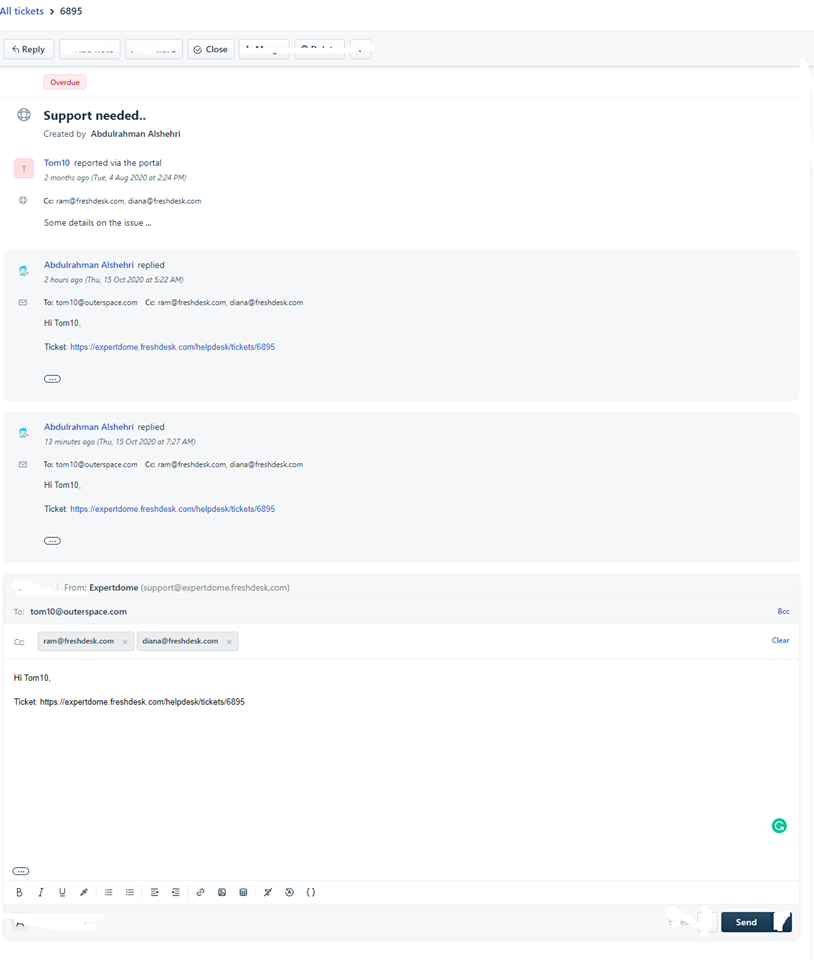 All tickets > 6895
Reply
Close
Overdue
Support needed..
Created by Abdulrahman Alshehri
T
Tom10 reported via the portal
2 months ago (Tue, 4 Aug 2020 at 2:24 PM)
Cc: ram@freshdesk.com, diana@freshdesk.com
Some details on the issue ...
Abdulrahman Alshehri replied
2 hours ago (Thu, 15 Oct 2020 at 5:22 AM)
To: tom10@outerspace.com Cc: ram@freshdesk.com, diana@freshdesk.com
Hi Tom10,
Ticket: https://expertdome.freshdesk.com/helpdesk/tickets/6895
Abdulrahman Alshehri replied
13 minutes ago (Thu, 15 Oct 2020 at 7:27 AM)
To: tom10@outerspace.com Cc: ram@freshdesk.com, diana@freshdesk.com
Hi Tom10,
Ticket: https://expertdome.freshdesk.com/helpdesk/tickets/6895
From: Expertdome (support@expertdome.freshdesk.com)
To: tom10@outerspace.com Bcc
Cc: ram@freshdesk.com × diana@freshdesk.com × Clear
Hi Tom10,
Ticket: https://expertdome.freshdesk.com/helpdesk/tickets/6895
B I U
Send